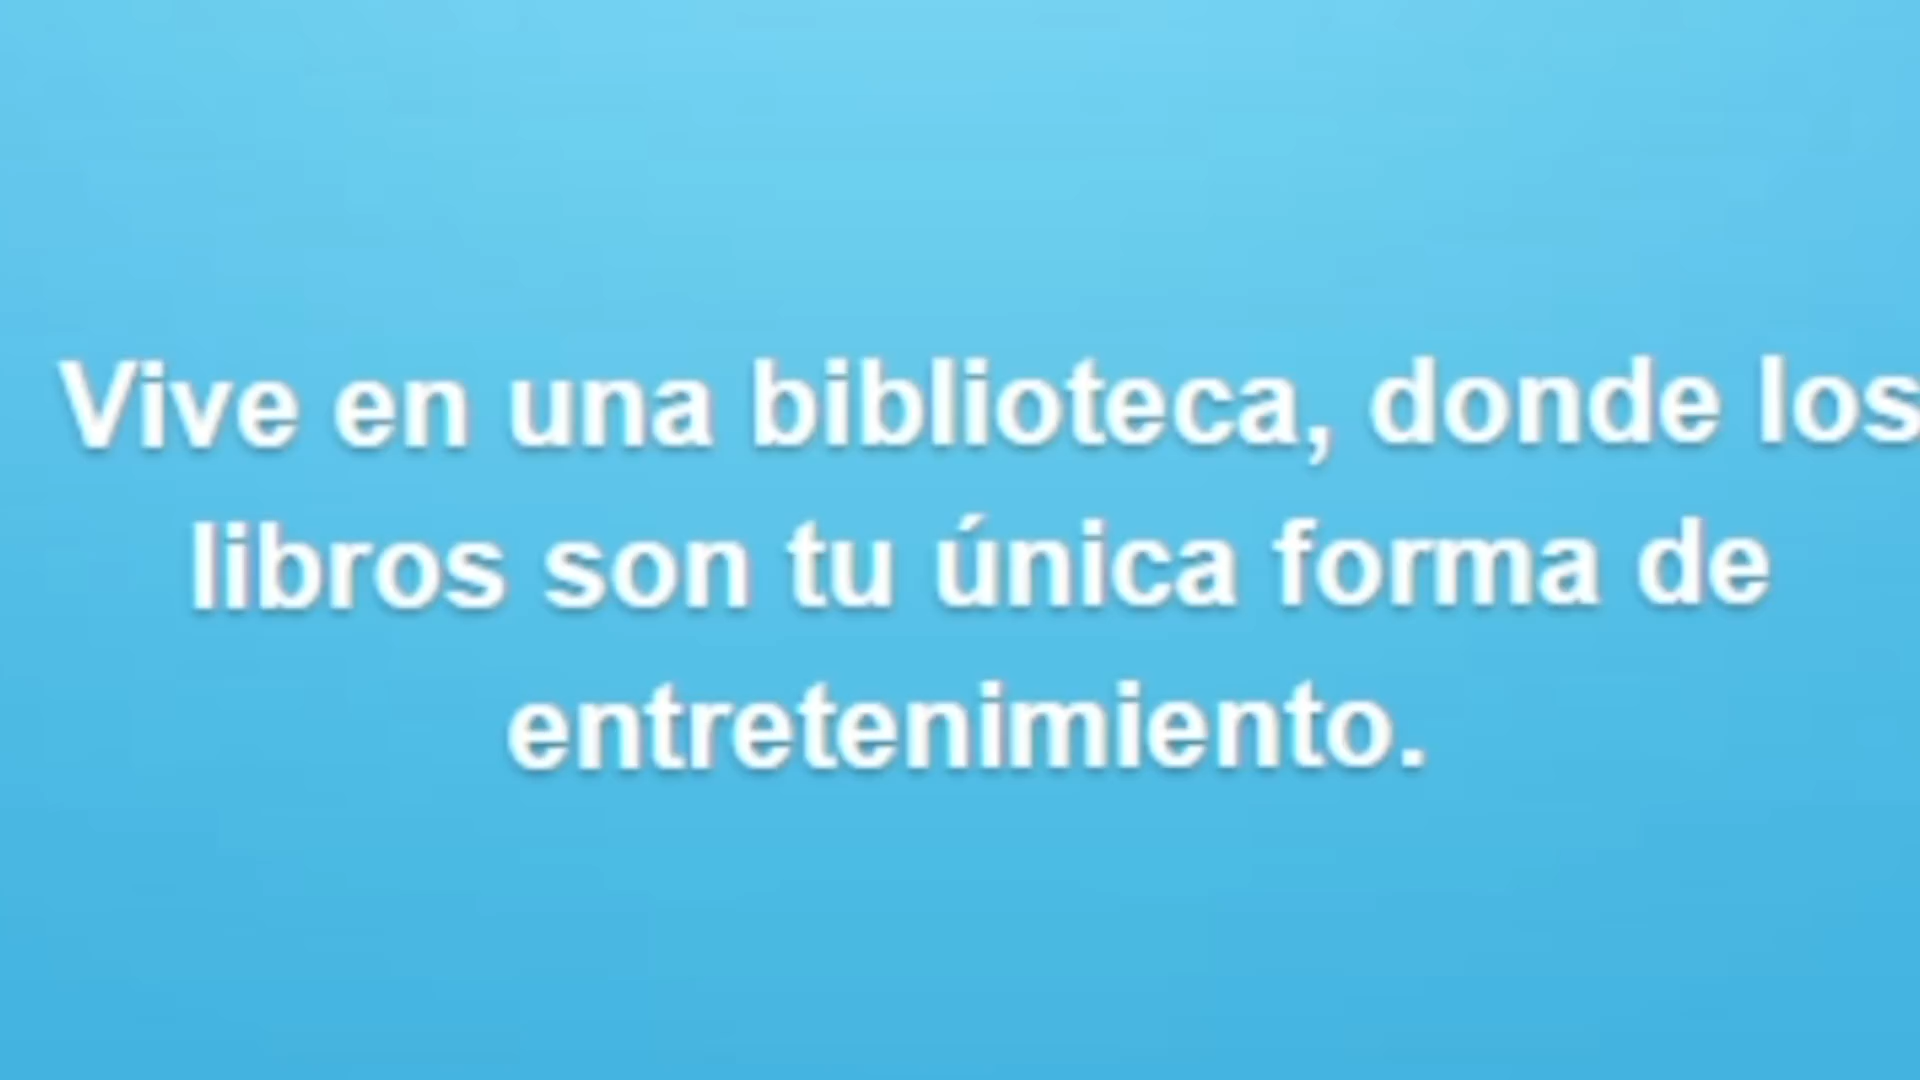 Vive en una biblioteca, donde los
libros son tu única forma de
entretenimiento.